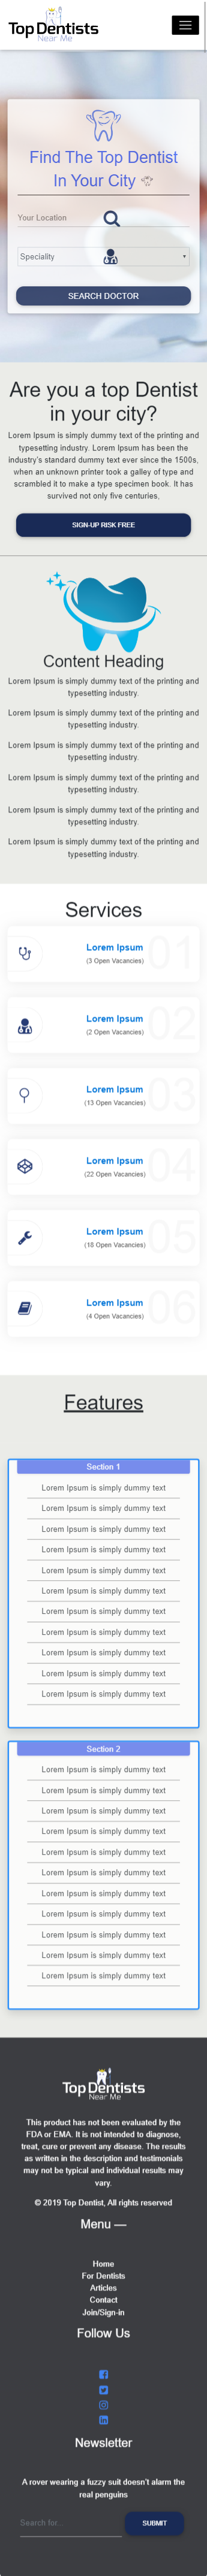 Top Dentists
Near Me
Find The Top Dentist
In Your City
Your Location
Speciality
SEARCH DOCTOR
Are you a top Dentist
in your city?
Lorem Ipsum is simply dummy text of the printing and
typesetting industry. Lorem Ipsum has been the
industry's standard dummy text ever since the 1500s,
when an unknown printer took a galley of type and
scrambled it to make a type specimen book. It has
survived not only five centuries,
SIGN-UP RISK FREE
Content Heading
Lorem Ipsum is simply dummy text of the printing and
typesetting industry.
Lorem Ipsum is simply dummy text of the printing and
typesetting industry.
Lorem Ipsum is simply dummy text of the printing and
typesetting industry.
Lorem Ipsum is simply dummy text of the printing and
typesetting industry.
Lorem Ipsum is simply dummy text of the printing and
typesetting industry.
Lorem Ipsum is simply dummy text of the printing and
typesetting industry.
Services
Lorem Ipsum 01
(3 Open Vacancies)
Lorem Ipsum 02
(2 Open Vacancies)
Lorem Ipsum 03
(13 Open Vacancies)
Lorem Ipsum 04
(22 Open Vacancies)
Lorem Ipsum 05
(18 Open Vacancies)
Lorem Ipsum 06
(4 Open Vacancies)
Features
Section 1
Lorem Ipsum is simply dummy text
Lorem Ipsum is simply dummy text
Lorem Ipsum is simply dummy text
Lorem Ipsum is simply dummy text
Lorem Ipsum is simply dummy text
Lorem Ipsum is simply dummy text
Lorem Ipsum is simply dummy text
Lorem Ipsum is simply dummy text
Lorem Ipsum is simply dummy text
Lorem Ipsum is simply dummy text
Lorem Ipsum is simply dummy text
Section 2
Lorem Ipsum is simply dummy text
Lorem Ipsum is simply dummy text
Lorem Ipsum is simply dummy text
Lorem Ipsum is simply dummy text
Lorem Ipsum is simply dummy text
Lorem Ipsum is simply dummy text
Lorem Ipsum is simply dummy text
Lorem Ipsum is simply dummy text
Lorem Ipsum is simply dummy text
Lorem Ipsum is simply dummy text
Lorem Ipsum is simply dummy text
Top Dentists
Near Me
This product has not been evaluated by the
FDA or EMA. It is not intended to diagnose,
treat, cure or prevent any disease. The results
as written in the description and testimonials
may not be typical and individual results may
vary.
© 2019 Top Dentist, All rights reserved
Menu —
Home
For Dentists
Articles
Contact
Join/Sign-in
Follow Us
Newsletter
A rover wearing a fuzzy suit doesn't alarm the
real penguins
Search for...
SUBMIT